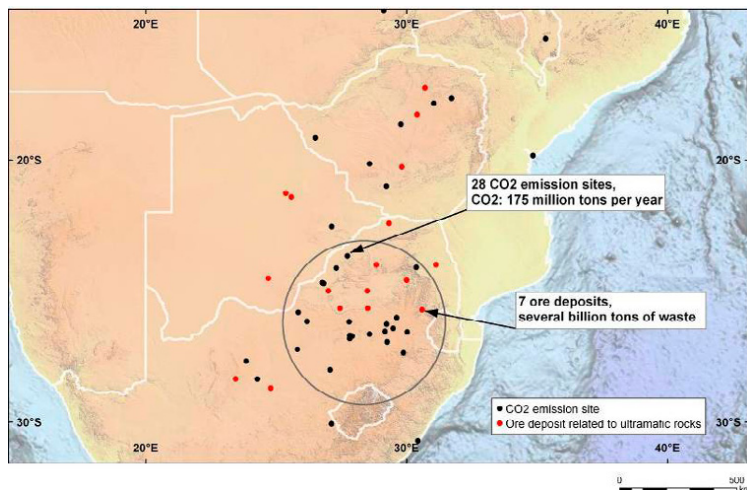 20°E 30°E 40°E
20°S 20°S
28 CO2 emission sites,
CO2: 175 million tons per year
7 ore deposits,
several billion tons of waste
CO2 emission site
Ore deposit related to ultramatic rocks
30°S 30°S
20°E 30°E 40°E
0 500